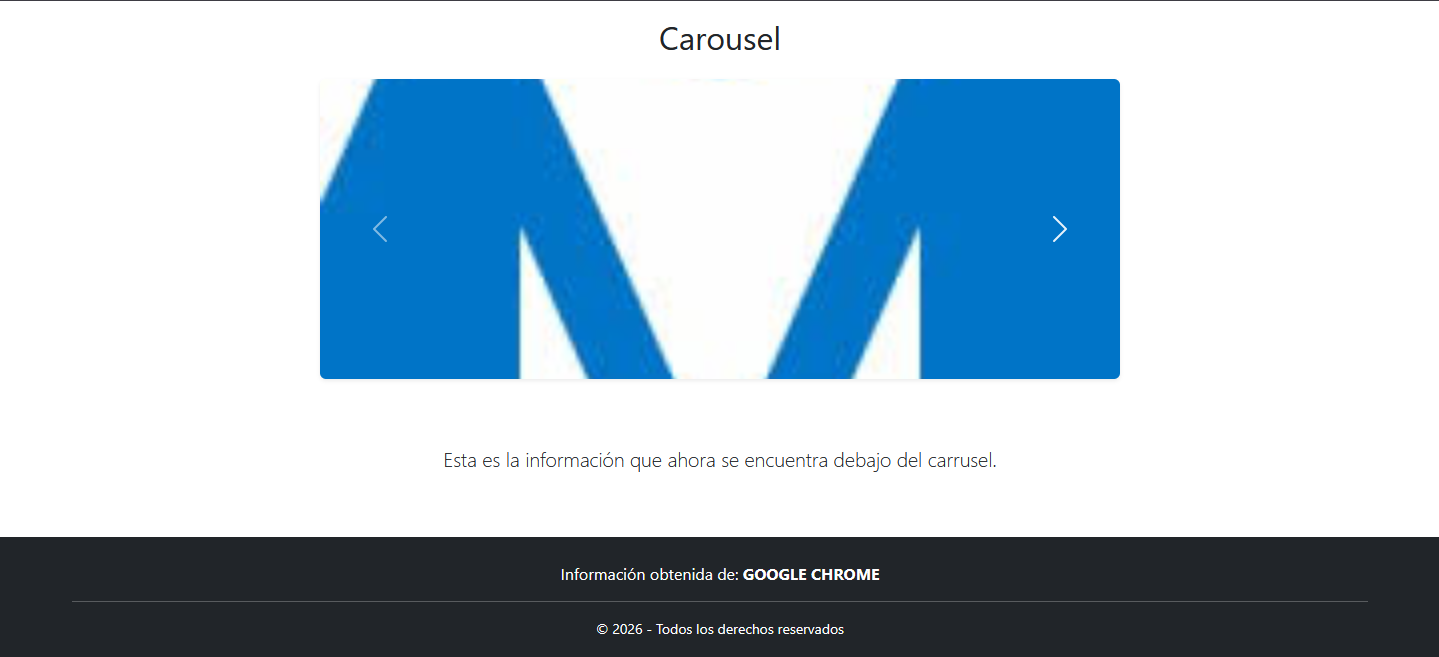 Carousel
Esta es la información que ahora se encuentra debajo del carrusel.
Información obtenida de: GOOGLE CHROME
© 2026 - Todos los derechos reservados